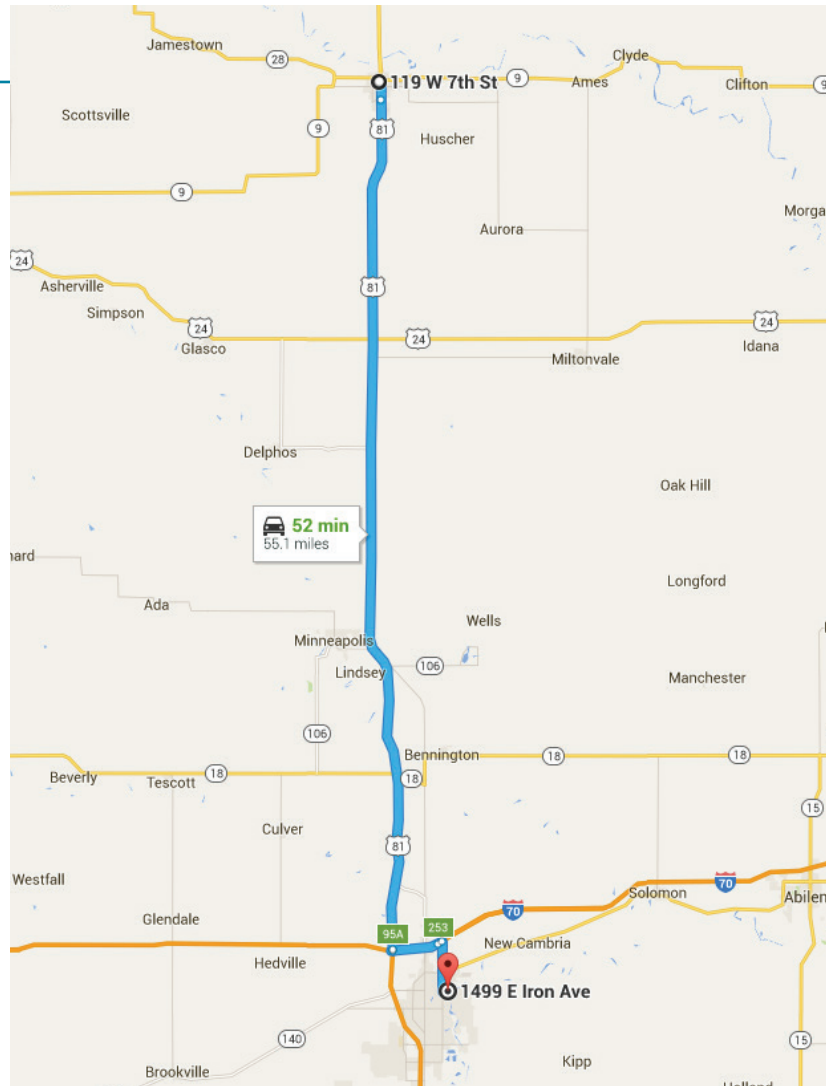 Jamestown
28
Clyde
119 W 7th St
9
Ames
Clifton
9
9
Scottsville
9
81
Huscher
9
Morga
Aurora
24
Asherville
81
Simpson
24
24
24
Glasco
Idana
Miltonvale
Delphos
Oak Hill
52 min
55.1 miles
nard
Longford
Ada
Wells
Minneapolis
Lindsey
106
Manchester
106
Bennington
18
18
Beverly
18
18
Tescott
15
Culver
81
Westfall
70
Solomon
Abilen
Glendale
70
95A
253
New Cambria
Hedville
1499 E Iron Ave
140
15
Kipp
Brookville